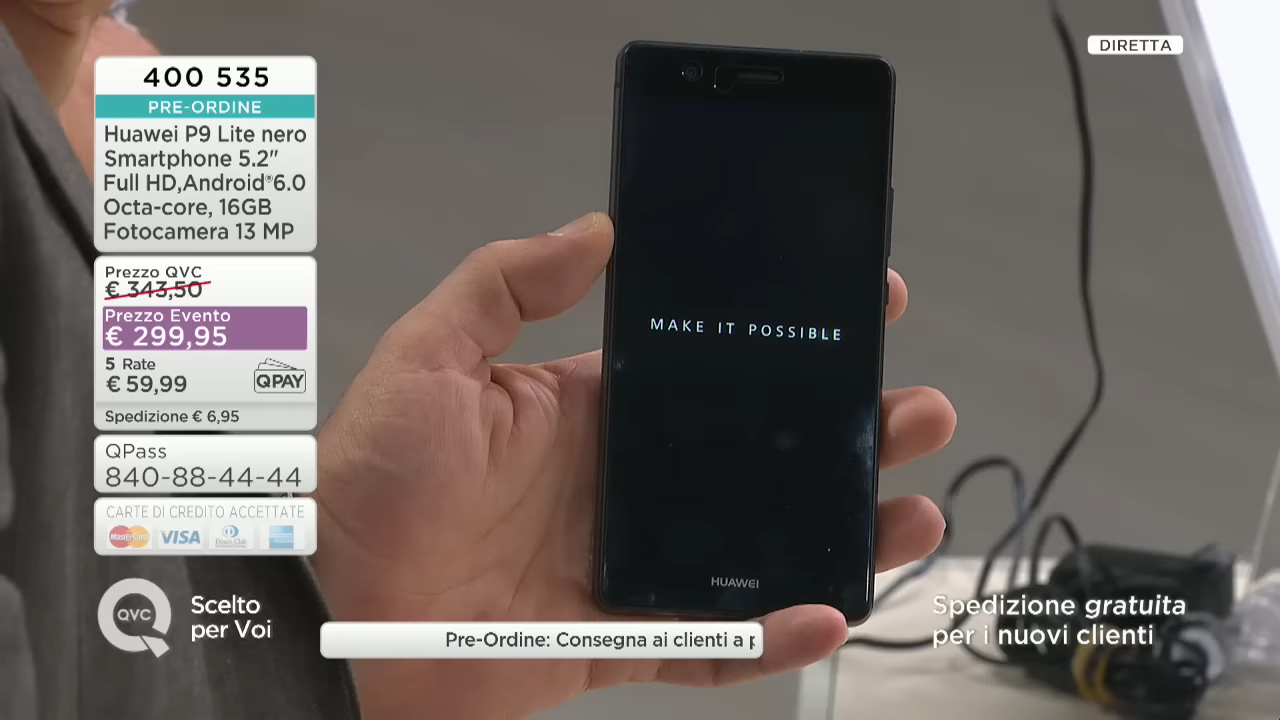 DIRETTA
400 535
PRE-ORDINE
Huawei P9 Lite nero
Smartphone 5.2"
Full HD,Android®6.0
Octa-core, 16GB
Fotocamera 13 MP
Prezzo QVC
€ 343,50
Prezzo Evento
€ 299,95
5 Rate
€ 59,99
QPAY
Spedizione € 6,95
QPass
840-88-44-44
CARTE DI CREDITO ACCETTATE
MasterCard
VISA
Diners Club
MAKE IT POSSIBLE
HUAWEI
QVC
Scelto
per Voi
Pre-Ordine: Consegna ai clienti a
Spedizione gratuita
per i nuovi clienti